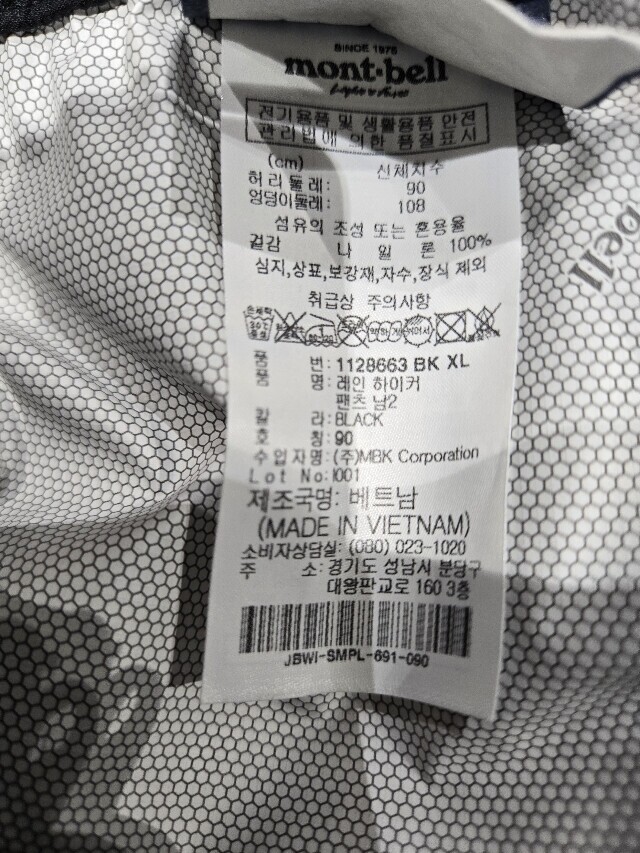 SINCE 1975
mont-bell
Light & Fast
전기용품 및 생활용품 안전
관리법에 의한 품질표시
(cm) 신체치수
허리둘레: 90
엉덩이둘레: 108
섬유의 조성 또는 혼용율
겉감 나 일 론 100%
심지,상표,보강재,자수,장식 제외
취급상 주의사항
품 번: 1128663 BK XL
품 명: 레인 하이커
팬츠 남2
칼 라: BLACK
호 칭: 90
수입자명: (주)MBK Corporation
Lot No: I001
제조국명: 베트남
(MADE IN VIETNAM)
소비자상담실: (080) 023-1020
주 소: 경기도 성남시 분당구
대왕판교로 160 3층
JBWI-SMPL-691-090
bell